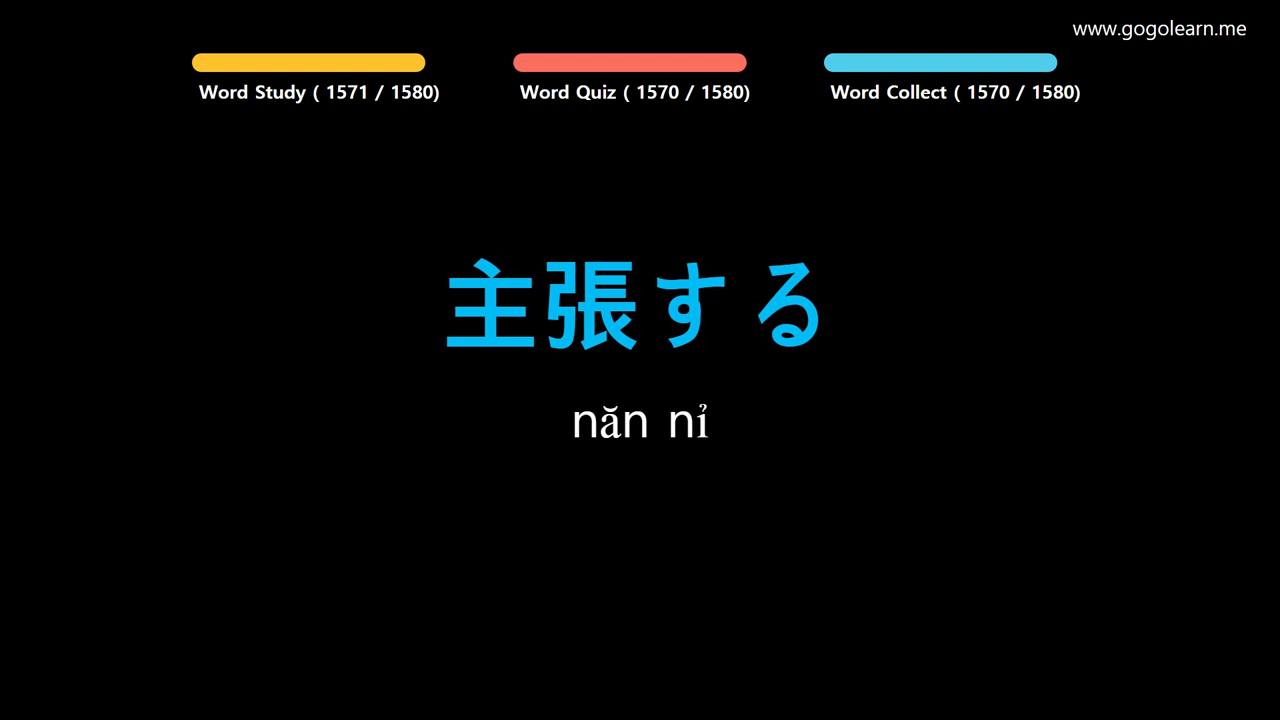 www.gogolearn.me
Word Study ( 1571 / 1580)
Word Quiz ( 1570 / 1580)
Word Collect ( 1570 / 1580)
主張する
năn nỉ